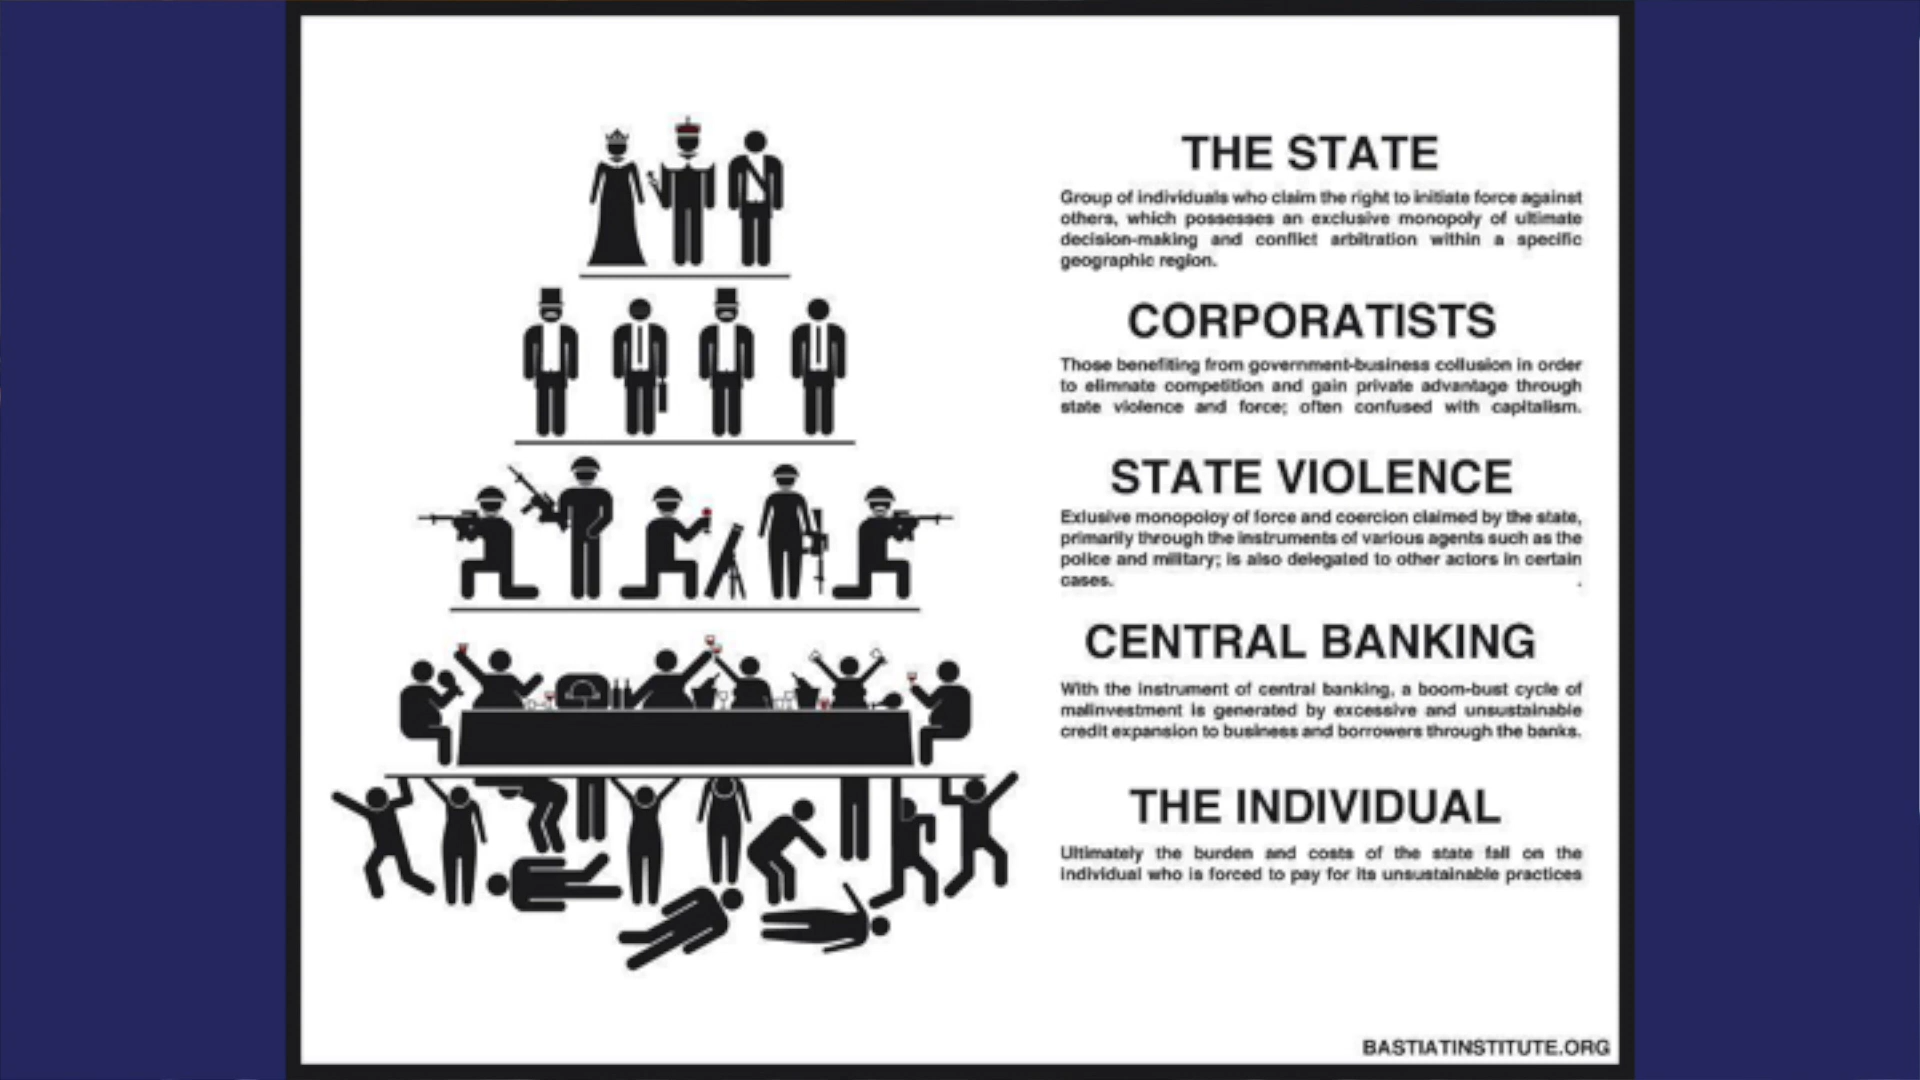 THE STATE
Group of individuals who claim the right to initiate force against
others, which possesses an exclusive monopoly of ultimate
decision-making and conflict arbitration within a specific
geographic region.
CORPORATISTS
Those benefiting from government-business collusion in order
to elimnate competition and gain private advantage through
state violence and force; often confused with capitalism.
STATE VIOLENCE
Exlusive monopoloy of force and coercion claimed by the state,
primarily through the instruments of various agents such as the
police and military; is also delegated to other actors in certain
cases. .
CENTRAL BANKING
With the instrument of central banking, a boom-bust cycle of
malinvestment is generated by excessive and unsustainable
credit expansion to business and borrowers through the banks.
THE INDIVIDUAL
Ultimately the burden and costs of the state fall on the
individual who is forced to pay for its unsustainable practices
BASTIATINSTITUTE.ORG